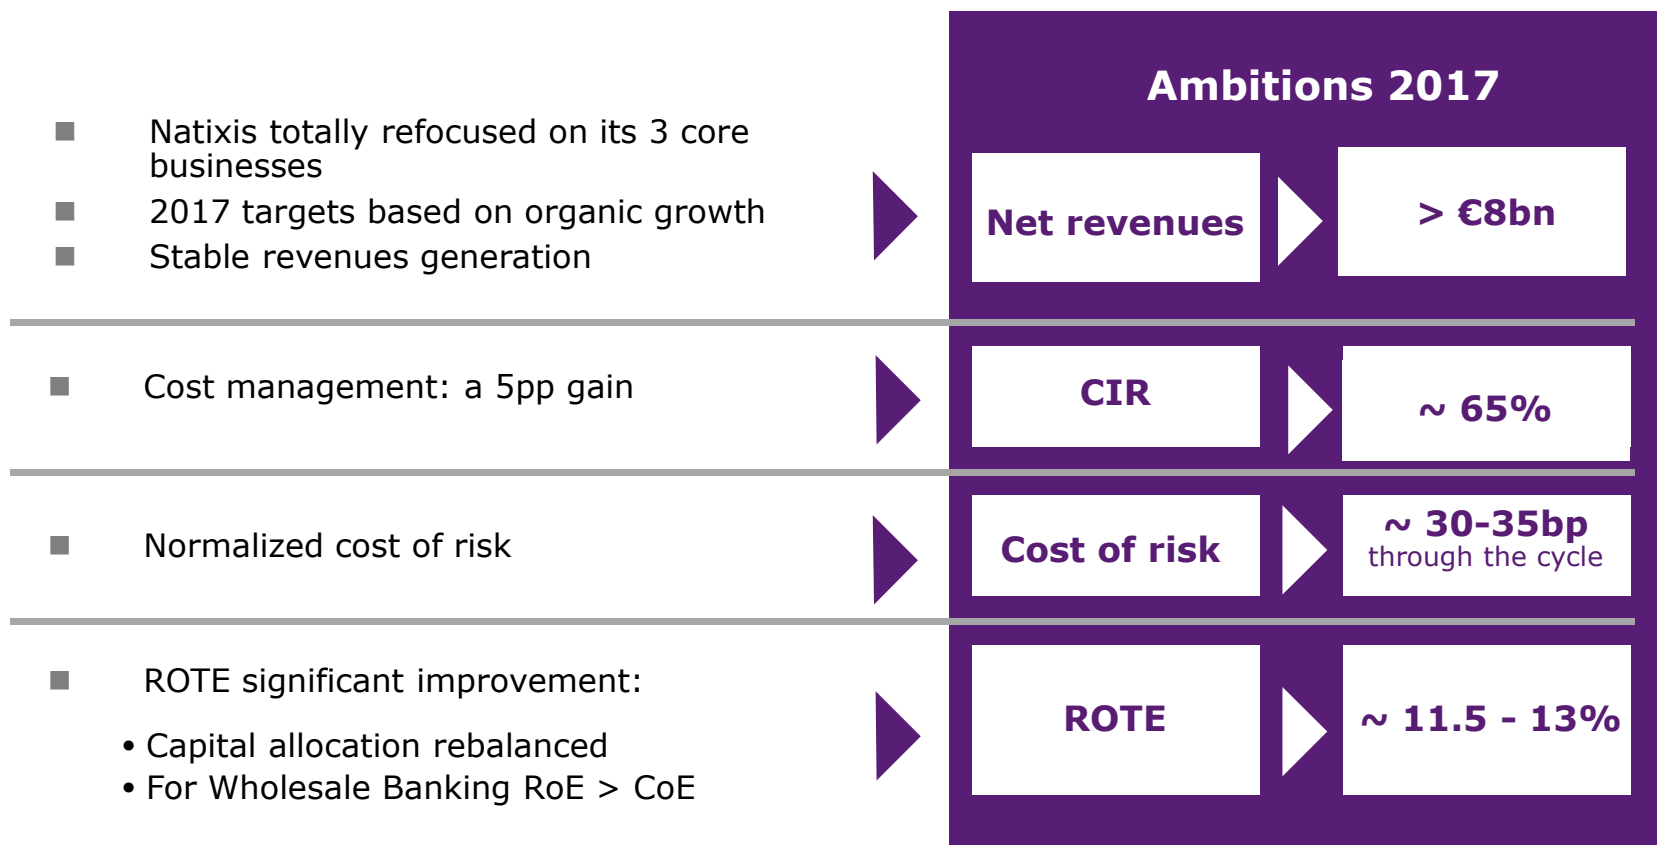 Ambitions 2017
Natixis totally refocused on its 3 core
businesses
2017 targets based on organic growth
Stable revenues generation
Net revenues
> €8bn
Cost management: a 5pp gain
CIR
~ 65%
Normalized cost of risk
Cost of risk
~ 30-35bp
through the cycle
ROTE significant improvement:
• Capital allocation rebalanced
• For Wholesale Banking RoE > CoE
ROTE
~ 11.5 - 13%